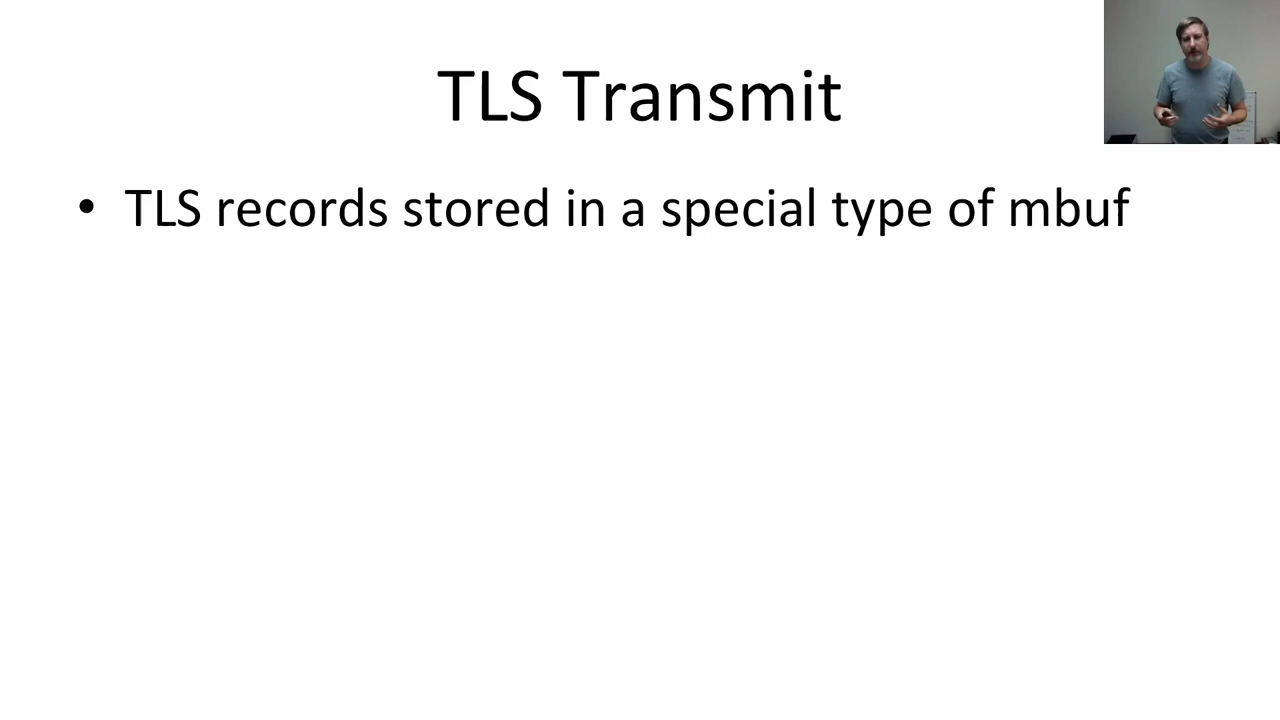 TLS Transmit
• TLS records stored in a special type of mbuf